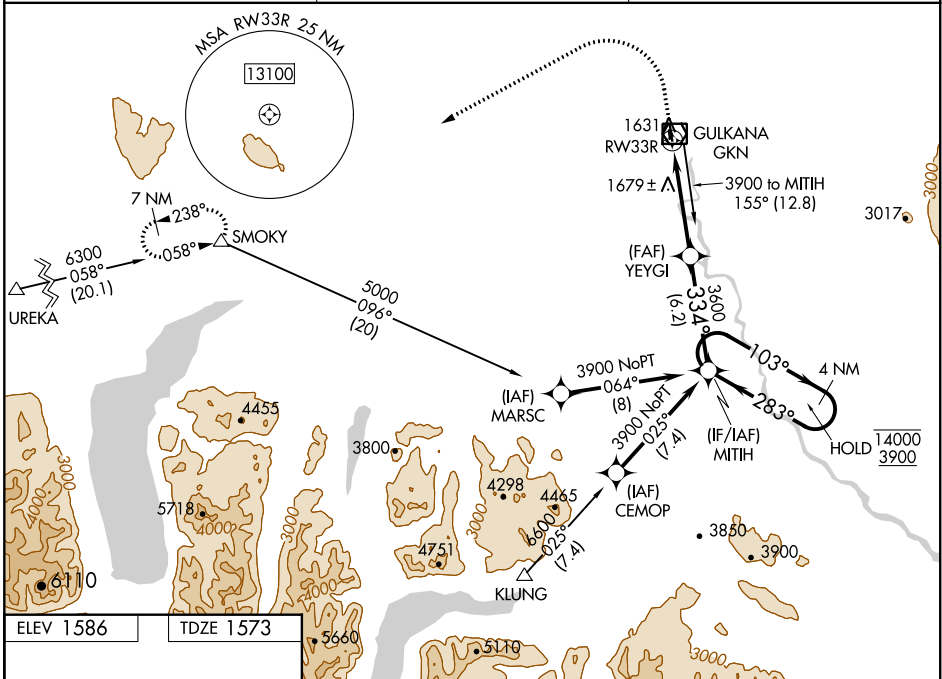 MSA RW33R 25 NM
13100
1631
RW33R
GULKANA
GKN
1679 ±
3900 to MITIH
155° (12.8)
3000
3017
7 NM
238°
058°
SMOKY
6300
058°
(20.1)
UREKA
(FAF)
YEYGI
5000
096°
(20)
3600
334°
(6.2)
103°
4 NM
283°
HOLD
14000
3900
3900 NoPT
064°
(8)
(IAF)
MARSC
3900 NoPT
025°
(7.4)
(IF/IAF)
MITIH
(IAF)
CEMOP
4455
3800
4298
4465
3000
4000
5718
4000
3000
3000
4751
6600
025°
(7.4)
KLUNG
3850
3900
6110
4000
5660
5110
3000
ELEV 1586
TDZE 1573